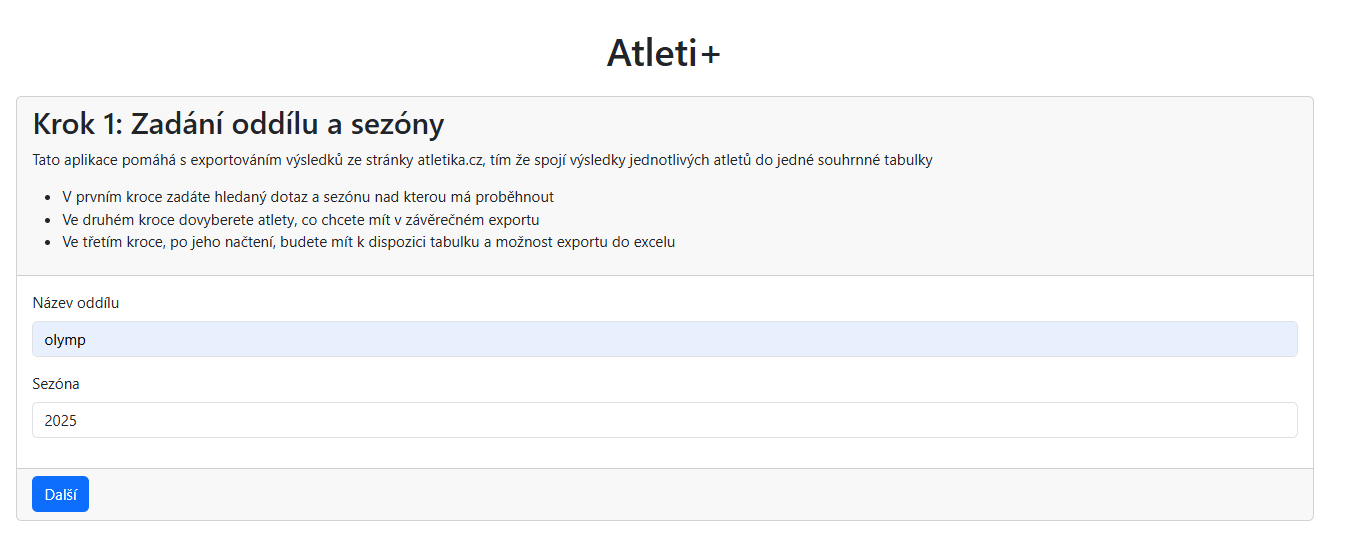 Atleti+
Krok 1: Zadání oddílu a sezóny
Tato aplikace pomáhá s exportováním výsledků ze stránky atletika.cz, tím že spojí výsledky jednotlivých atletů do jedné souhrnné tabulky
• V prvním kroce zadáte hledaný dotaz a sezónu nad kterou má proběhnout
• Ve druhém kroce dovyberete atlety, co chcete mít v závěrečném exportu
• Ve třetím kroce, po jeho načtení, budete mít k dispozici tabulku a možnost exportu do excelu
Název oddílu
olymp
Sezóna
2025
Další